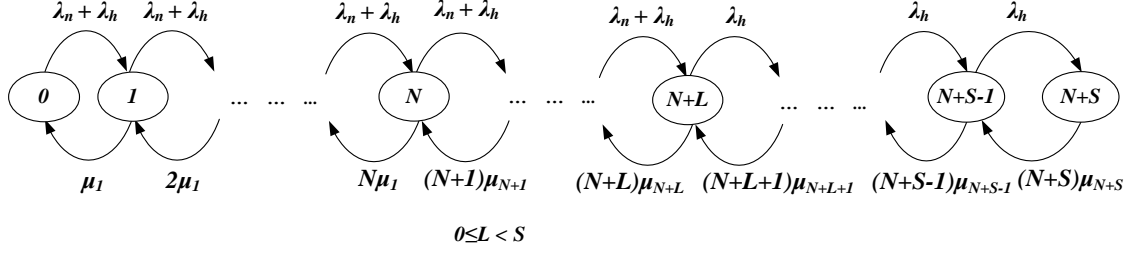 λn + λh λn + λh λn + λh λn + λh λn + λh λh λh λh
0 1 … … … N … … … N+L … … … N+S-1 N+S
μ1 2μ1 Nμ1 (N+1)μN+1 (N+L)μN+L (N+L+1)μN+L+1 (N+S-1)μN+S-1 (N+S)μN+S
0≤L < S